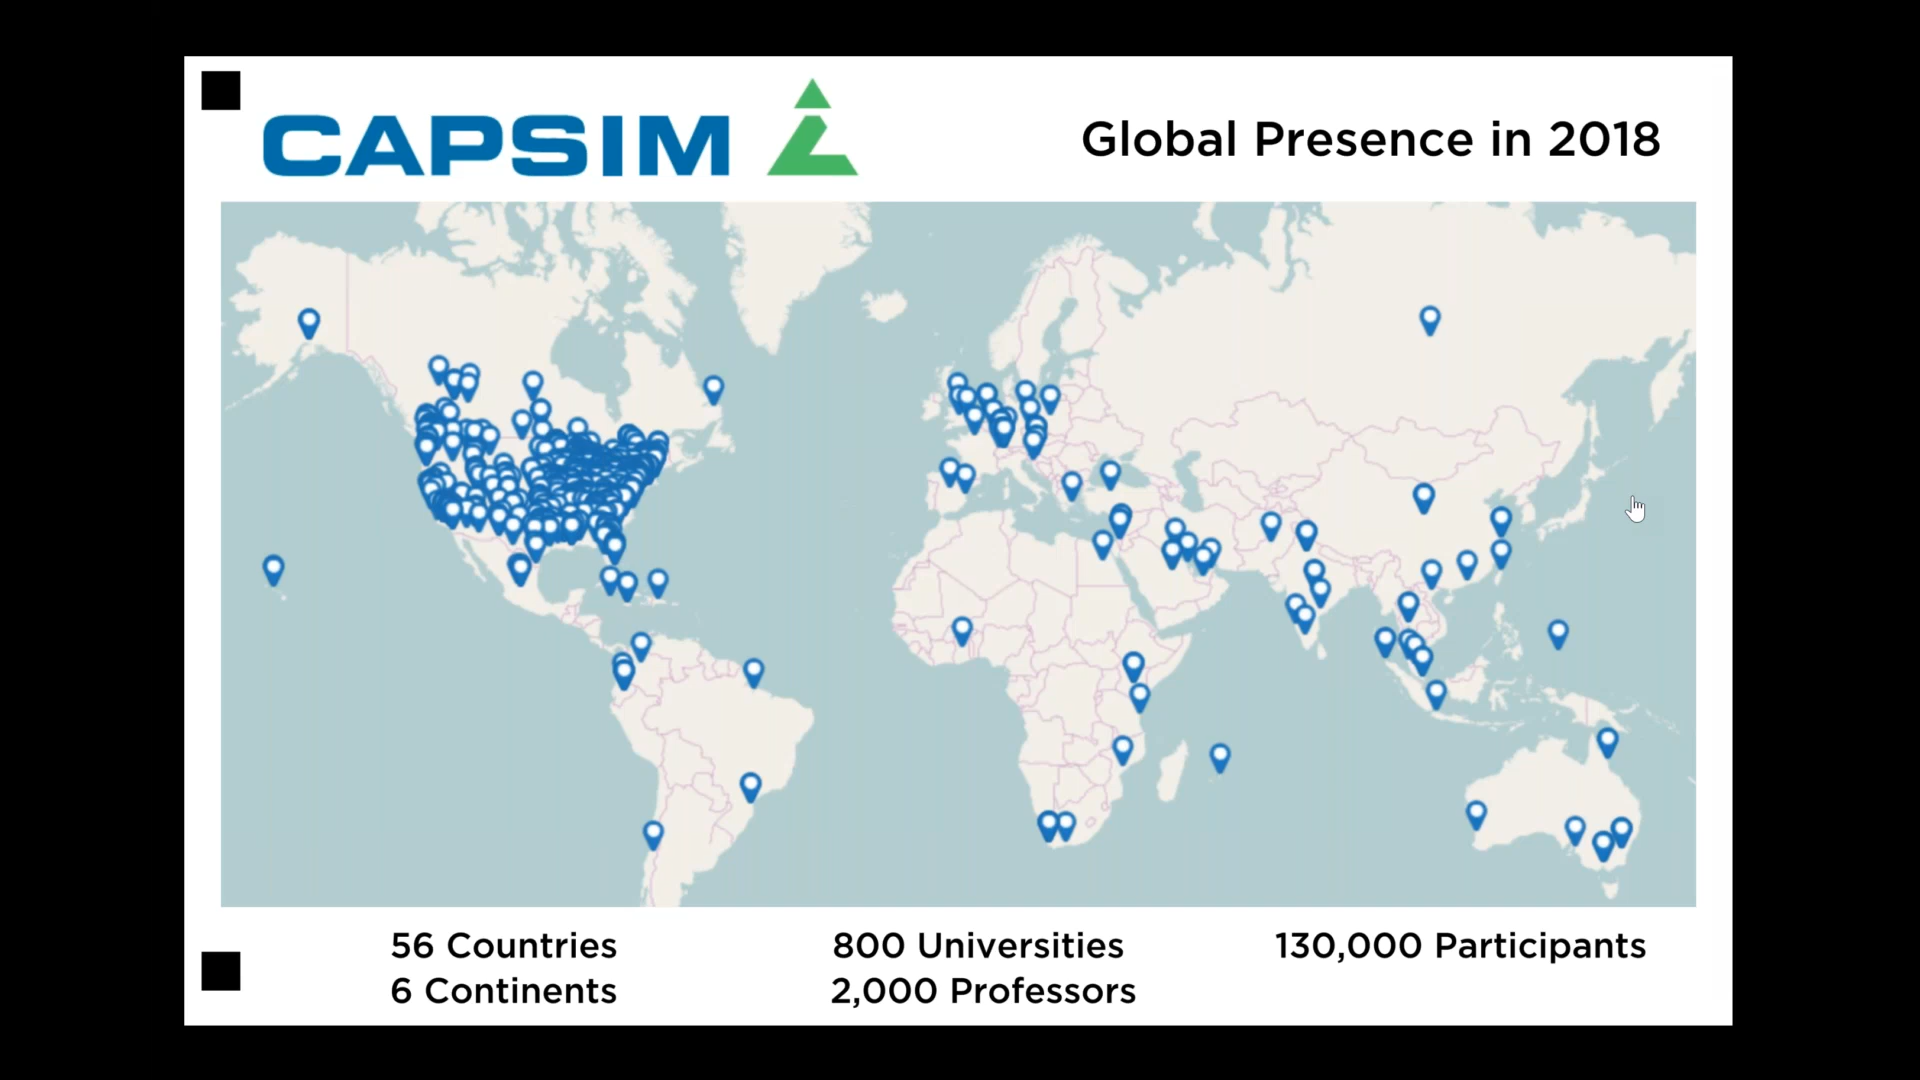 CAPSIM
Global Presence in 2018
56 Countries
6 Continents
800 Universities
2,000 Professors
130,000 Participants